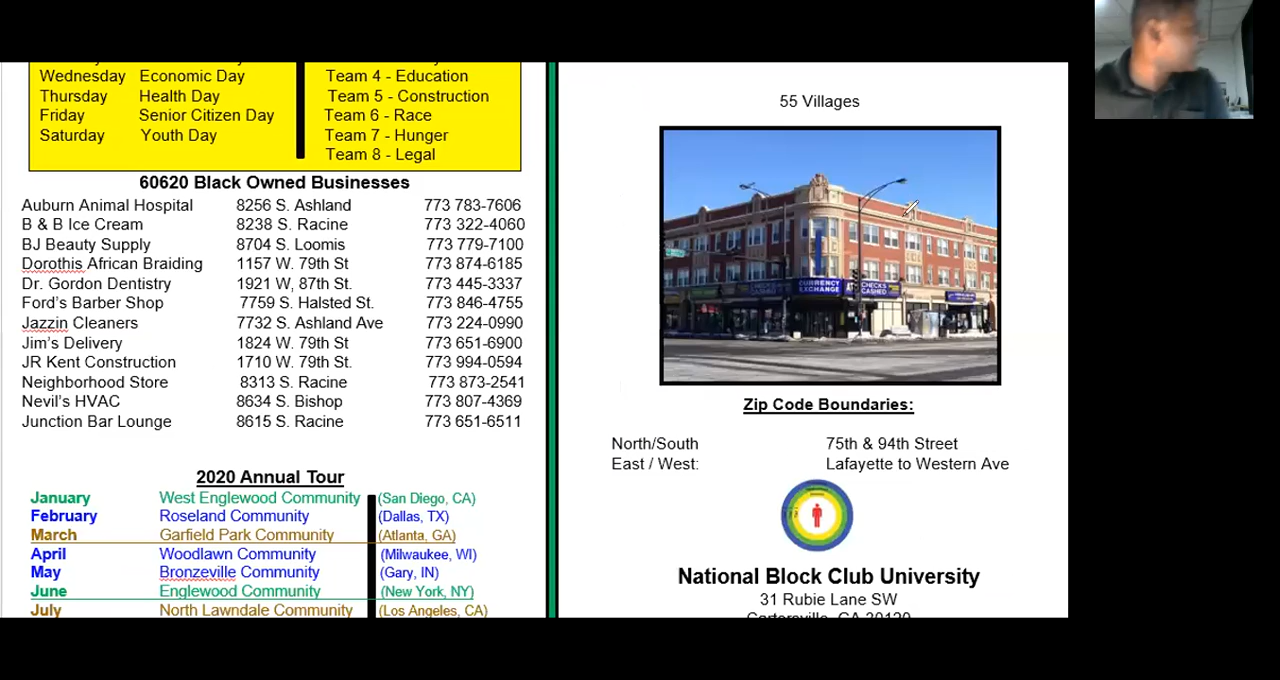 Wednesday Economic Day
Thursday Health Day
Friday Senior Citizen Day
Saturday Youth Day
Team 4 - Education
Team 5 - Construction
Team 6 - Race
Team 7 - Hunger
Team 8 - Legal
60620 Black Owned Businesses
Auburn Animal Hospital 8256 S. Ashland 773 783-7606
B & B Ice Cream 8238 S. Racine 773 322-4060
BJ Beauty Supply 8704 S. Loomis 773 779-7100
Dorothis African Braiding 1157 W. 79th St 773 874-6185
Dr. Gordon Dentistry 1921 W, 87th St. 773 445-3337
Ford's Barber Shop 7759 S. Halsted St. 773 846-4755
Jazzin Cleaners 7732 S. Ashland Ave 773 224-0990
Jim's Delivery 1824 W. 79th St 773 651-6900
JR Kent Construction 1710 W. 79th St. 773 994-0594
Neighborhood Store 8313 S. Racine 773 873-2541
Nevil's HVAC 8634 S. Bishop 773 807-4369
Junction Bar Lounge 8615 S. Racine 773 651-6511
2020 Annual Tour
January West Englewood Community (San Diego, CA)
February Roseland Community (Dallas, TX)
March Garfield Park Community (Atlanta, GA)
April Woodlawn Community (Milwaukee, WI)
May Bronzeville Community (Gary, IN)
June Englewood Community (New York, NY)
July North Lawndale Community (Los Angeles, CA)
55 Villages
CURRENCY EXCHANGE
CHECKS CASHED
Zip Code Boundaries:
North/South 75th & 94th Street
East / West: Lafayette to Western Ave
National Block Club University
31 Rubie Lane SW